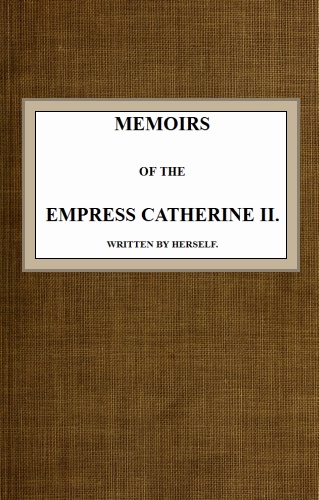 MEMOIRS
OF THE
EMPRESS CATHERINE II.
WRITTEN BY HERSELF.